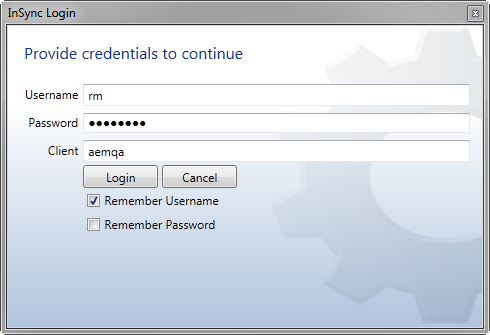 InSync Login
Provide credentials to continue
Username rm
Password ●●●●●●●●
Client aemqa
Login Cancel
Remember Username
Remember Password